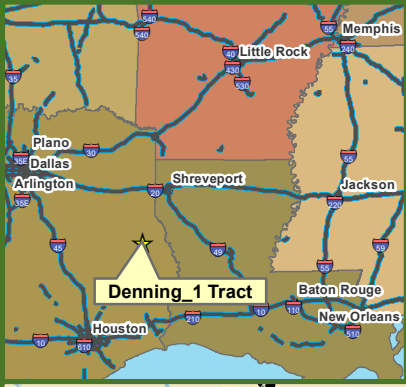 540
55
Memphis
540
40
Little Rock
240
430
35
530
Plano
35E
30
55
Dallas
Arlington
20
Shreveport
Jackson
35E
220
45
49
59
55
Denning_1 Tract
Baton Rouge
10
110
New Orleans
210
Houston
510
10
610